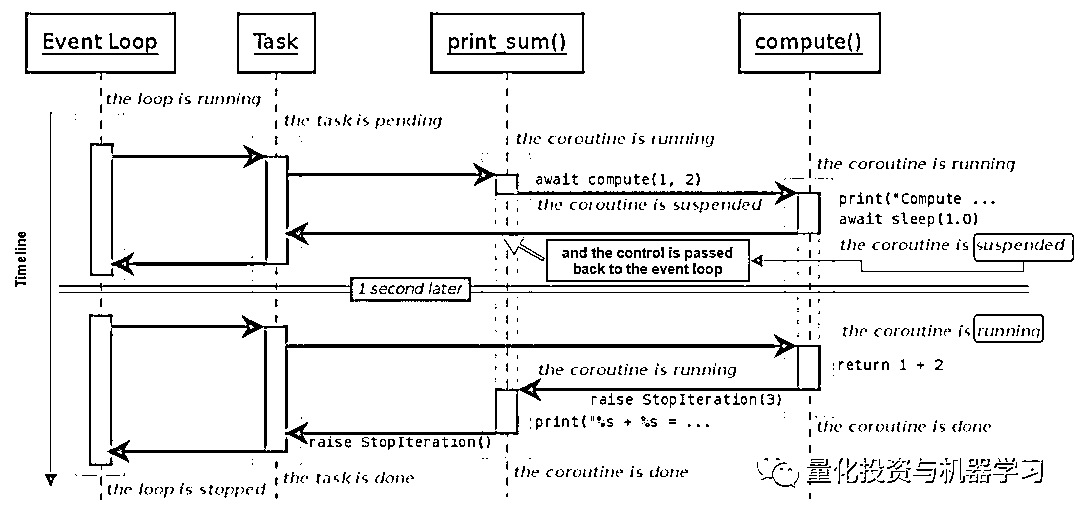 Event Loop
Task
print_sum()
compute()
the loop is running
the task is pending
the coroutine is running
the coroutine is running
await compute(1, 2)
print("Compute ...
the coroutine is suspended
await sleep(1.0)
and the control is passed
back to the event loop
the coroutine is suspended
Timeline
1 second later
the coroutine is running
return 1 + 2
the coroutine is running
raise StopIteration(3)
print("%s + %s = ...
the coroutine is done
raise StopIteration()
the task is done
the coroutine is done
the loop is stopped
量化投资与机器学习